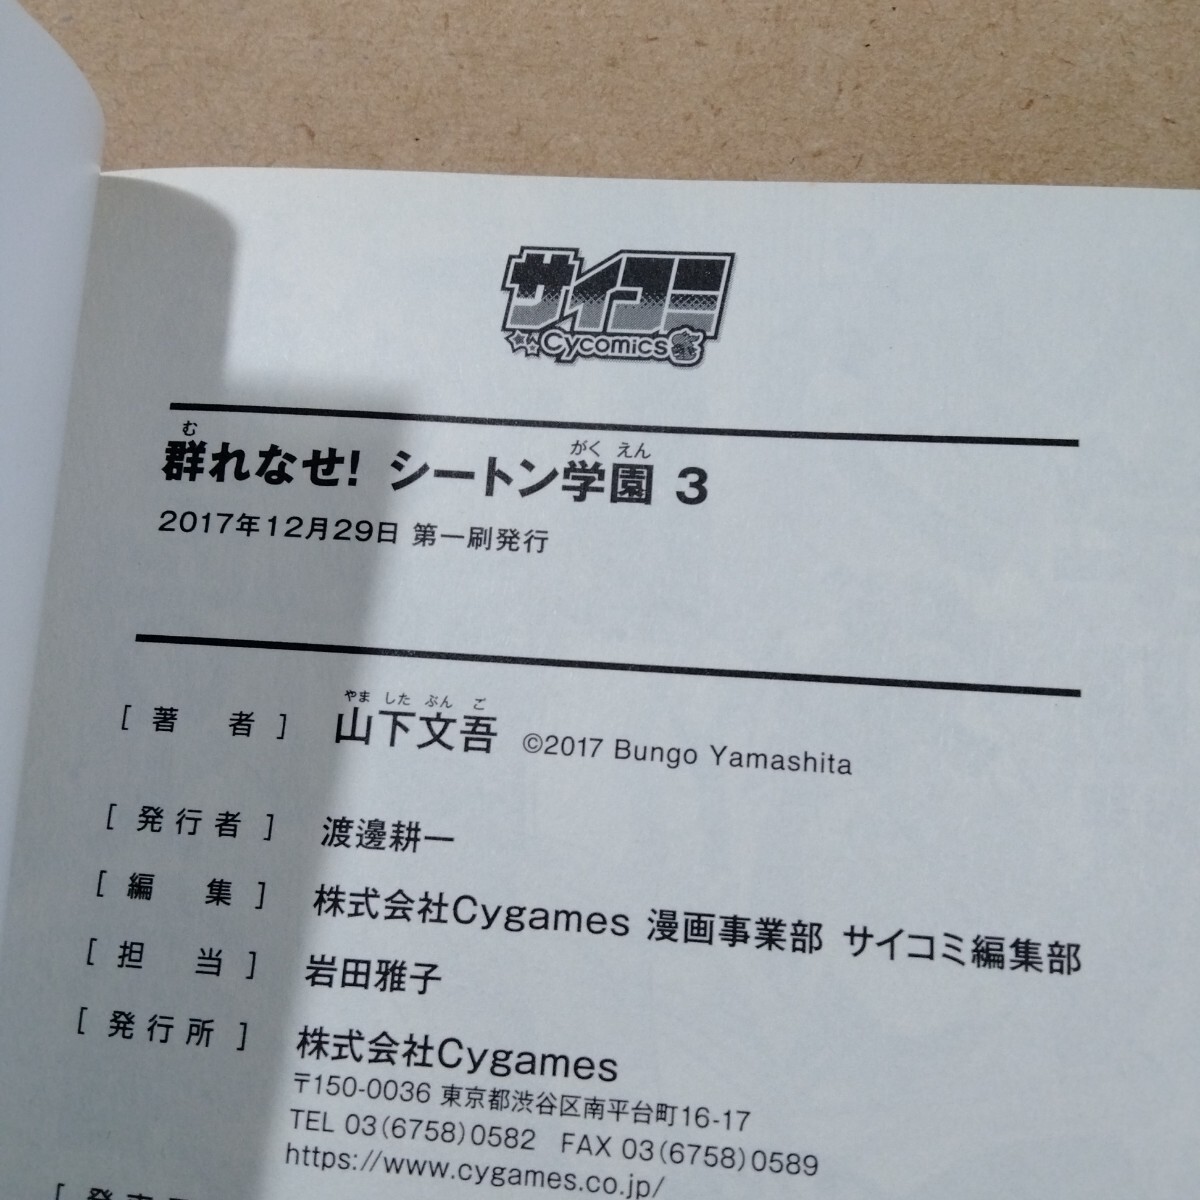 サイコミ
Cycomics
む がく えん
群れなせ! シートン学園 3
2017年12月29日 第一刷発行
やま した ぶん ご
[ 著 者 ] 山下文吾 ©2017 Bungo Yamashita
[ 発行者 ] 渡邊耕一
[ 編 集 ] 株式会社Cygames 漫画事業部 サイコミ編集部
[ 担 当 ] 岩田雅子
[ 発行所 ] 株式会社Cygames
〒150-0036 東京都渋谷区南平台町16-17
TEL 03(6758)0582 FAX 03(6758)0589
https://www.cygames.co.jp/